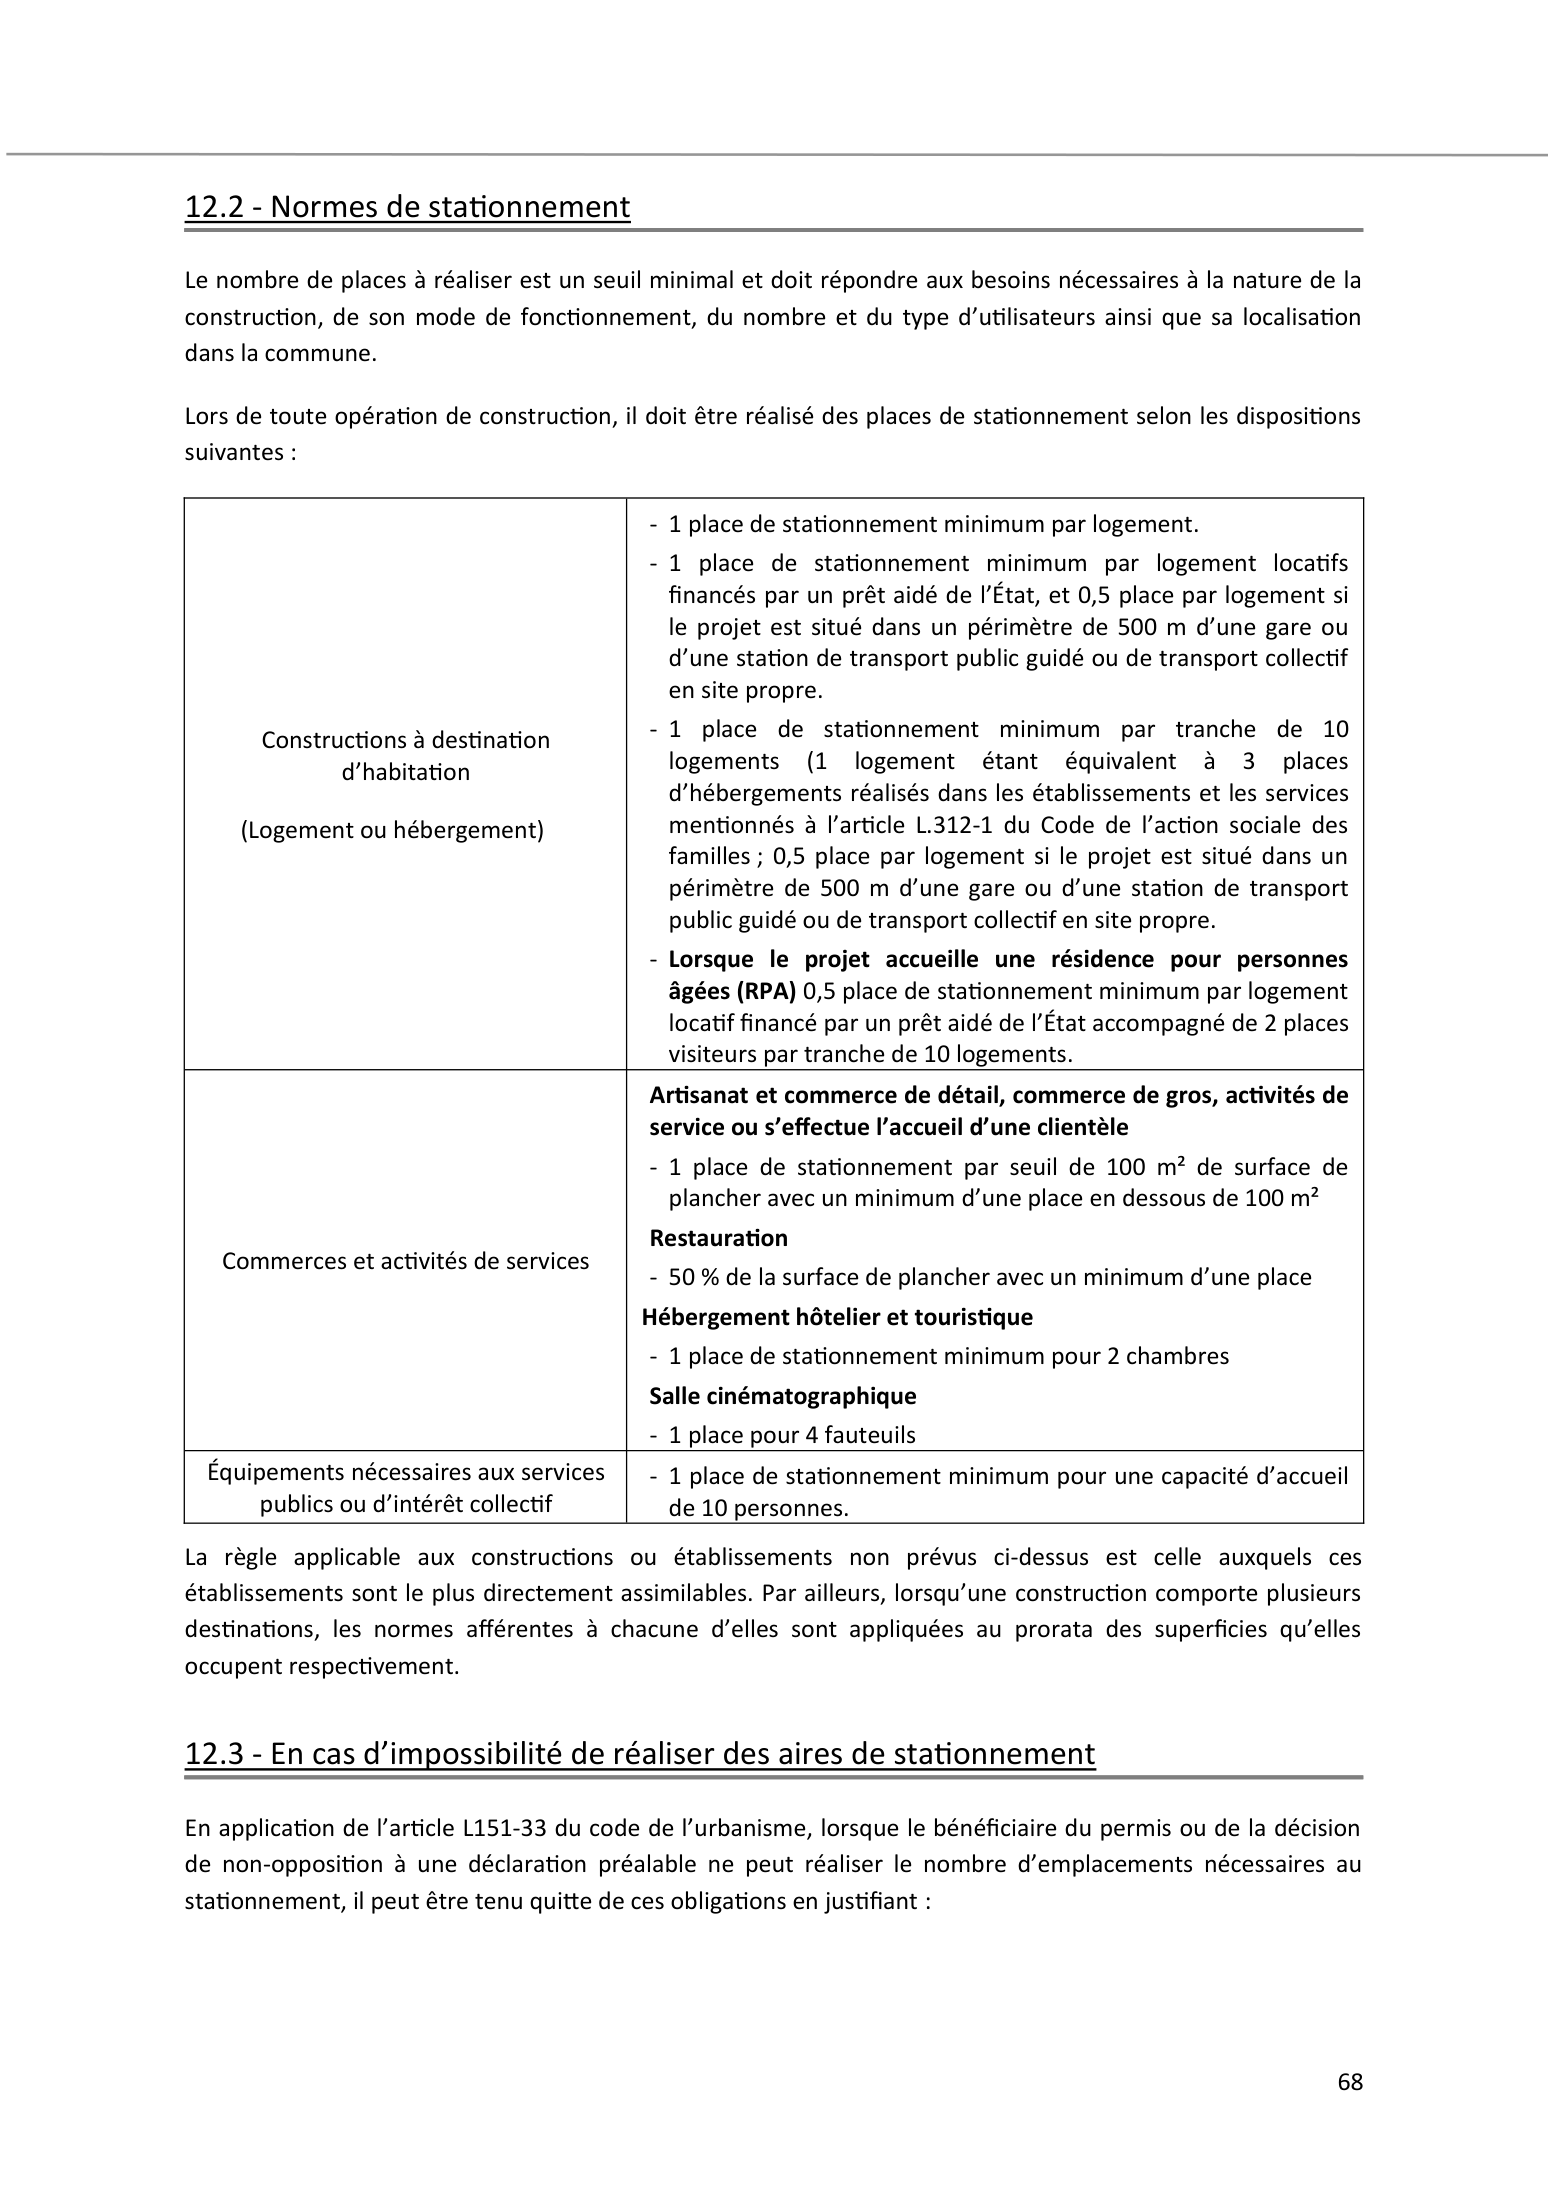 12.2 - Normes de stationnement
Le nombre de places à réaliser est un seuil minimal et doit répondre aux besoins nécessaires à la nature de la
construction, de son mode de fonctionnement, du nombre et du type d’utilisateurs ainsi que sa localisation
dans la commune.
Lors de toute opération de construction, il doit être réalisé des places de stationnement selon les dispositions
suivantes :
Constructions à destination
d’habitation
(Logement ou hébergement)
- 1 place de stationnement minimum par logement.
- 1 place de stationnement minimum par logement locatifs
financés par un prêt aidé de l’État, et 0,5 place par logement si
le projet est situé dans un périmètre de 500 m d’une gare ou
d’une station de transport public guidé ou de transport collectif
en site propre.
- 1 place de stationnement minimum par tranche de 10
logements (1 logement étant équivalent à 3 places
d’hébergements réalisés dans les établissements et les services
mentionnés à l’article L.312-1 du Code de l’action sociale des
familles ; 0,5 place par logement si le projet est situé dans un
périmètre de 500 m d’une gare ou d’une station de transport
public guidé ou de transport collectif en site propre.
- Lorsque le projet accueille une résidence pour personnes
âgées (RPA) 0,5 place de stationnement minimum par logement
locatif financé par un prêt aidé de l’État accompagné de 2 places
visiteurs par tranche de 10 logements.
Commerces et activités de services
Artisanat et commerce de détail, commerce de gros, activités de
service ou s’effectue l’accueil d’une clientèle
- 1 place de stationnement par seuil de 100 m² de surface de
plancher avec un minimum d’une place en dessous de 100 m²
Restauration
- 50 % de la surface de plancher avec un minimum d’une place
Hébergement hôtelier et touristique
- 1 place de stationnement minimum pour 2 chambres
Salle cinématographique
- 1 place pour 4 fauteuils
Équipements nécessaires aux services
publics ou d’intérêt collectif
- 1 place de stationnement minimum pour une capacité d’accueil
de 10 personnes.
La règle applicable aux constructions ou établissements non prévus ci-dessus est celle auxquels ces
établissements sont le plus directement assimilables. Par ailleurs, lorsqu’une construction comporte plusieurs
destinations, les normes afférentes à chacune d’elles sont appliquées au prorata des superficies qu’elles
occupent respectivement.
12.3 - En cas d’impossibilité de réaliser des aires de stationnement
En application de l’article L151-33 du code de l’urbanisme, lorsque le bénéficiaire du permis ou de la décision
de non-opposition à une déclaration préalable ne peut réaliser le nombre d’emplacements nécessaires au
stationnement, il peut être tenu quitte de ces obligations en justifiant :
68